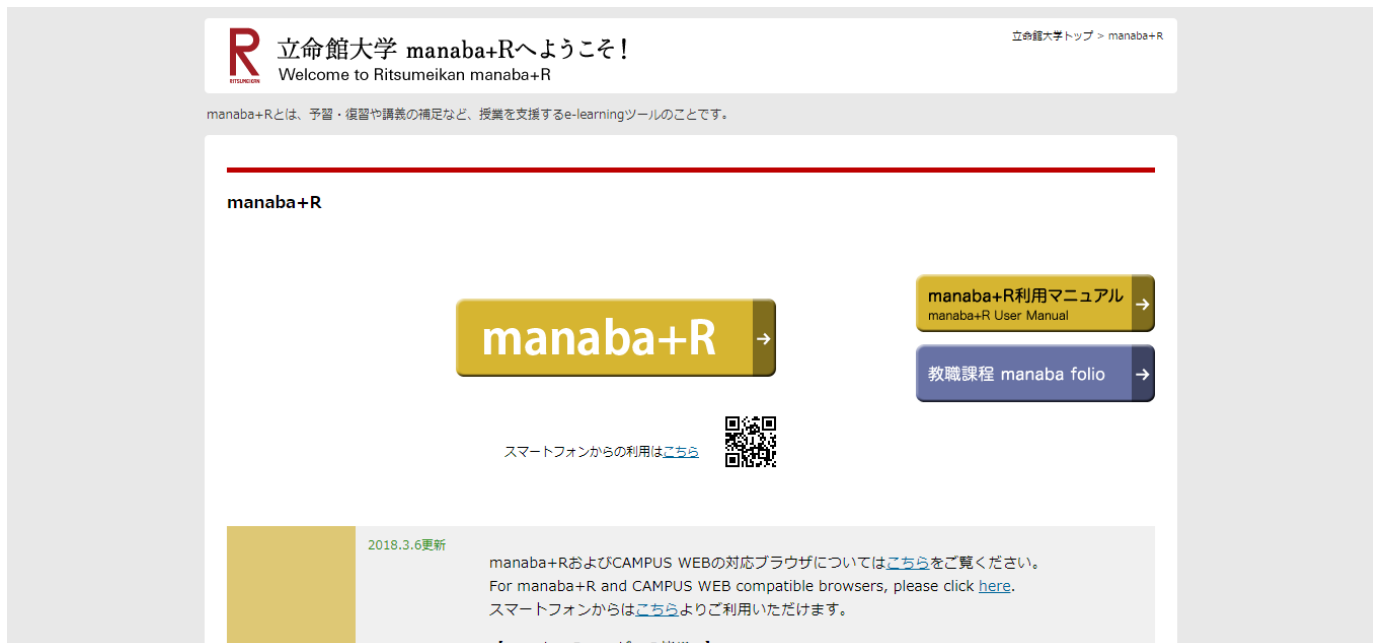 R
RITSUMEIKAN
立命館大学 manaba+Rへようこそ!
Welcome to Ritsumeikan manaba+R
立命館大学トップ > manaba+R
manaba+Rとは、予習・復習や講義の補足など、授業を支援するe-learningツールのことです。
manaba+R
manaba+R
manaba+R利用マニュアル
manaba+R User Manual
教職課程 manaba folio
スマートフォンからの利用はこちら
2018.3.6更新
manaba+RおよびCAMPUS WEBの対応ブラウザについてはこちらをご覧ください。
For manaba+R and CAMPUS WEB compatible browsers, please click here.
スマートフォンからはこちらよりご利用いただけます。